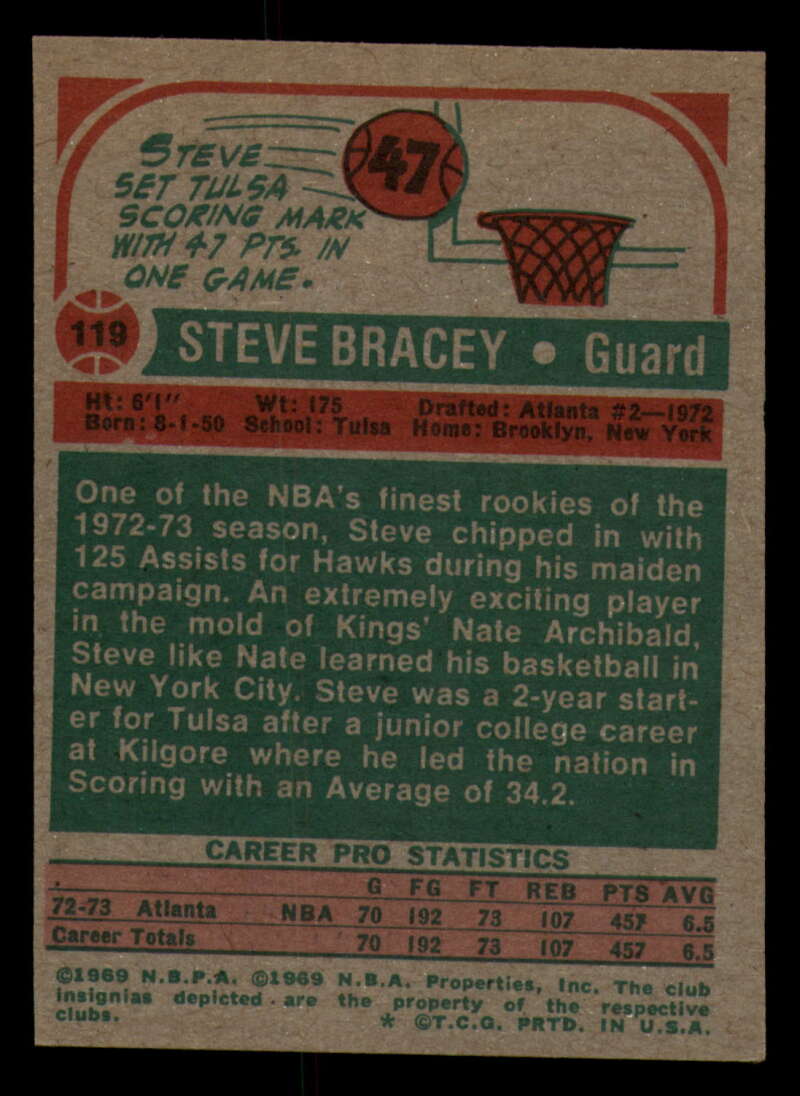 STEVE
SET TULSA
SCORING MARK
WITH 47 PTS. IN
ONE GAME.
47
119
STEVE BRACEY • Guard
Ht: 6'1" Wt: 175 Drafted: Atlanta #2—1972
Born: 8-1-50 School: Tulsa Home: Brooklyn, New York
One of the NBA's finest rookies of the
1972-73 season, Steve chipped in with
125 Assists for Hawks during his maiden
campaign. An extremely exciting player
in the mold of Kings' Nate Archibald,
Steve like Nate learned his basketball in
New York City. Steve was a 2-year start-
er for Tulsa after a junior college career
at Kilgore where he led the nation in
Scoring with an Average of 34.2.
CAREER PRO STATISTICS
G FG FT REB PTS AVG
72-73 Atlanta NBA 70 192 73 107 457 6.5
Career Totals 70 192 73 107 457 6.5
©1969 N.B.P.A. ©1969 N.B.A. Properties, Inc. The club
insignias depicted are the property of the respective
clubs. * ©T.C.G. PRTD. IN U.S.A.